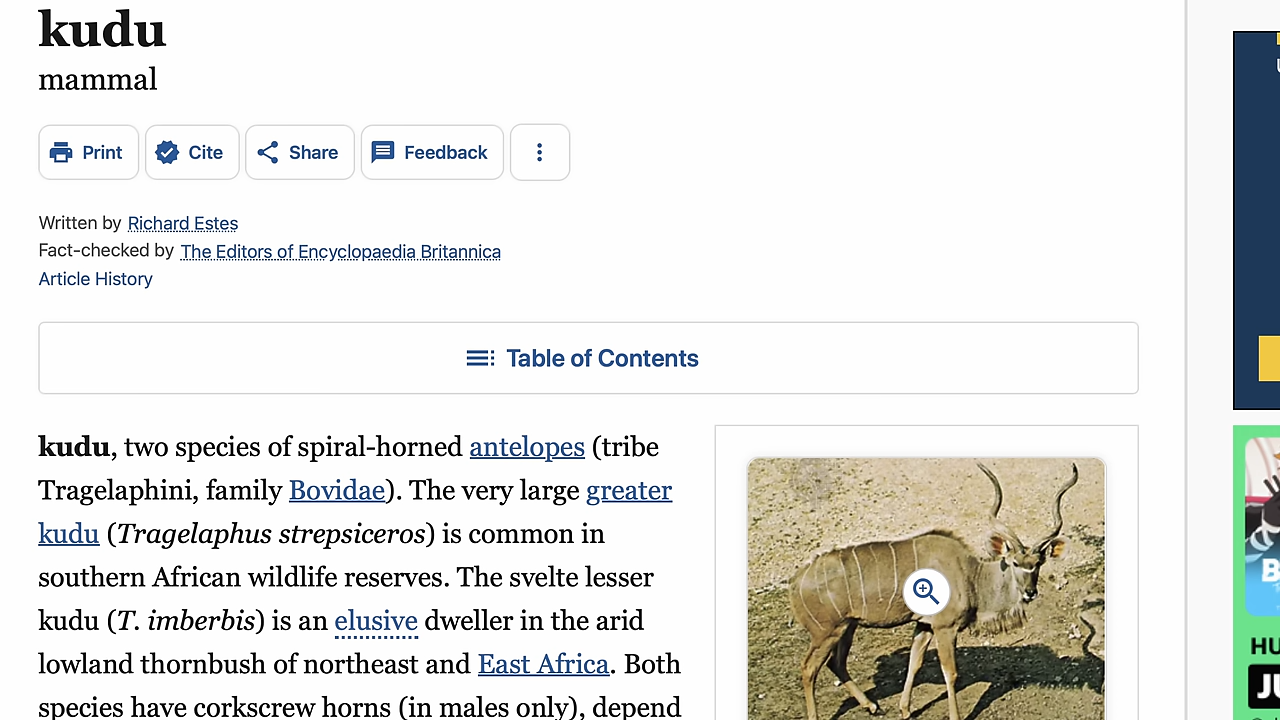 kudu
mammal
Print
Cite
Share
Feedback
Written by Richard Estes
Fact-checked by The Editors of Encyclopaedia Britannica
Article History
Table of Contents
kudu, two species of spiral-horned antelopes (tribe
Tragelaphini, family Bovidae). The very large greater
kudu (Tragelaphus strepsiceros) is common in
southern African wildlife reserves. The svelte lesser
kudu (T. imberbis) is an elusive dweller in the arid
lowland thornbush of northeast and East Africa. Both
species have corkscrew horns (in males only), depend